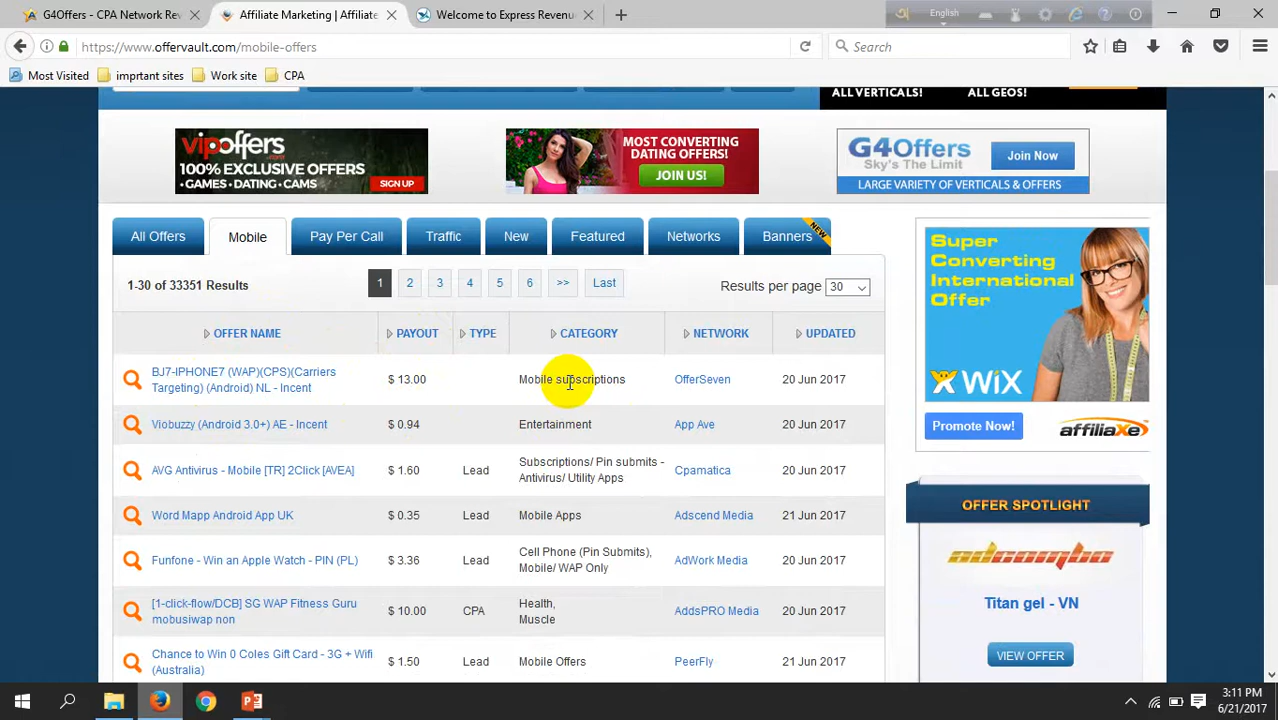 G4Offers - CPA Network Rev
Affiliate Marketing | Affiliate
Welcome to Express Revenu
English
https://www.offervault.com/mobile-offers
Search
Most Visited
imprtant sites
Work site
CPA
ALL VERTICALS!
ALL GEOS!
vipoffers.com
100% EXCLUSIVE OFFERS
• GAMES • DATING • CAMS
SIGN UP
MOST CONVERTING
DATING OFFERS!
JOIN US!
G4Offers
Sky's The Limit
Join Now
LARGE VARIETY OF VERTICALS & OFFERS
All Offers
Mobile
Pay Per Call
Traffic
New
Featured
Networks
Banners
NEW
1-30 of 33351 Results
1 2 3 4 5 6 >> Last
Results per page 30
OFFER NAME PAYOUT TYPE CATEGORY NETWORK UPDATED
BJ7-IPHONE7 (WAP)(CPS)(Carriers
Targeting) (Android) NL - Incent
$ 13.00
Mobile subscriptions
OfferSeven
20 Jun 2017
Viobuzzy (Android 3.0+) AE - Incent
$ 0.94
Entertainment
App Ave
20 Jun 2017
AVG Antivirus - Mobile [TR] 2Click [AVEA]
$ 1.60
Lead
Subscriptions/ Pin submits -
Antivirus/ Utility Apps
Cpamatica
20 Jun 2017
Word Mapp Android App UK
$ 0.35
Lead
Mobile Apps
Adscend Media
21 Jun 2017
Funfone - Win an Apple Watch - PIN (PL)
$ 3.36
Lead
Cell Phone (Pin Submits),
Mobile/ WAP Only
AdWork Media
20 Jun 2017
[1-click-flow/DCB] SG WAP Fitness Guru
mobusiwap non
$ 10.00
CPA
Health,
Muscle
AddsPRO Media
20 Jun 2017
Chance to Win 0 Coles Gift Card - 3G + Wifi
(Australia)
$ 1.50
Lead
Mobile Offers
PeerFly
21 Jun 2017
Super
Converting
International
Offer
WiX
Promote Now!
affiliaXe
OFFER SPOTLIGHT
adcombo
Titan gel - VN
VIEW OFFER
3:11 PM
6/21/2017